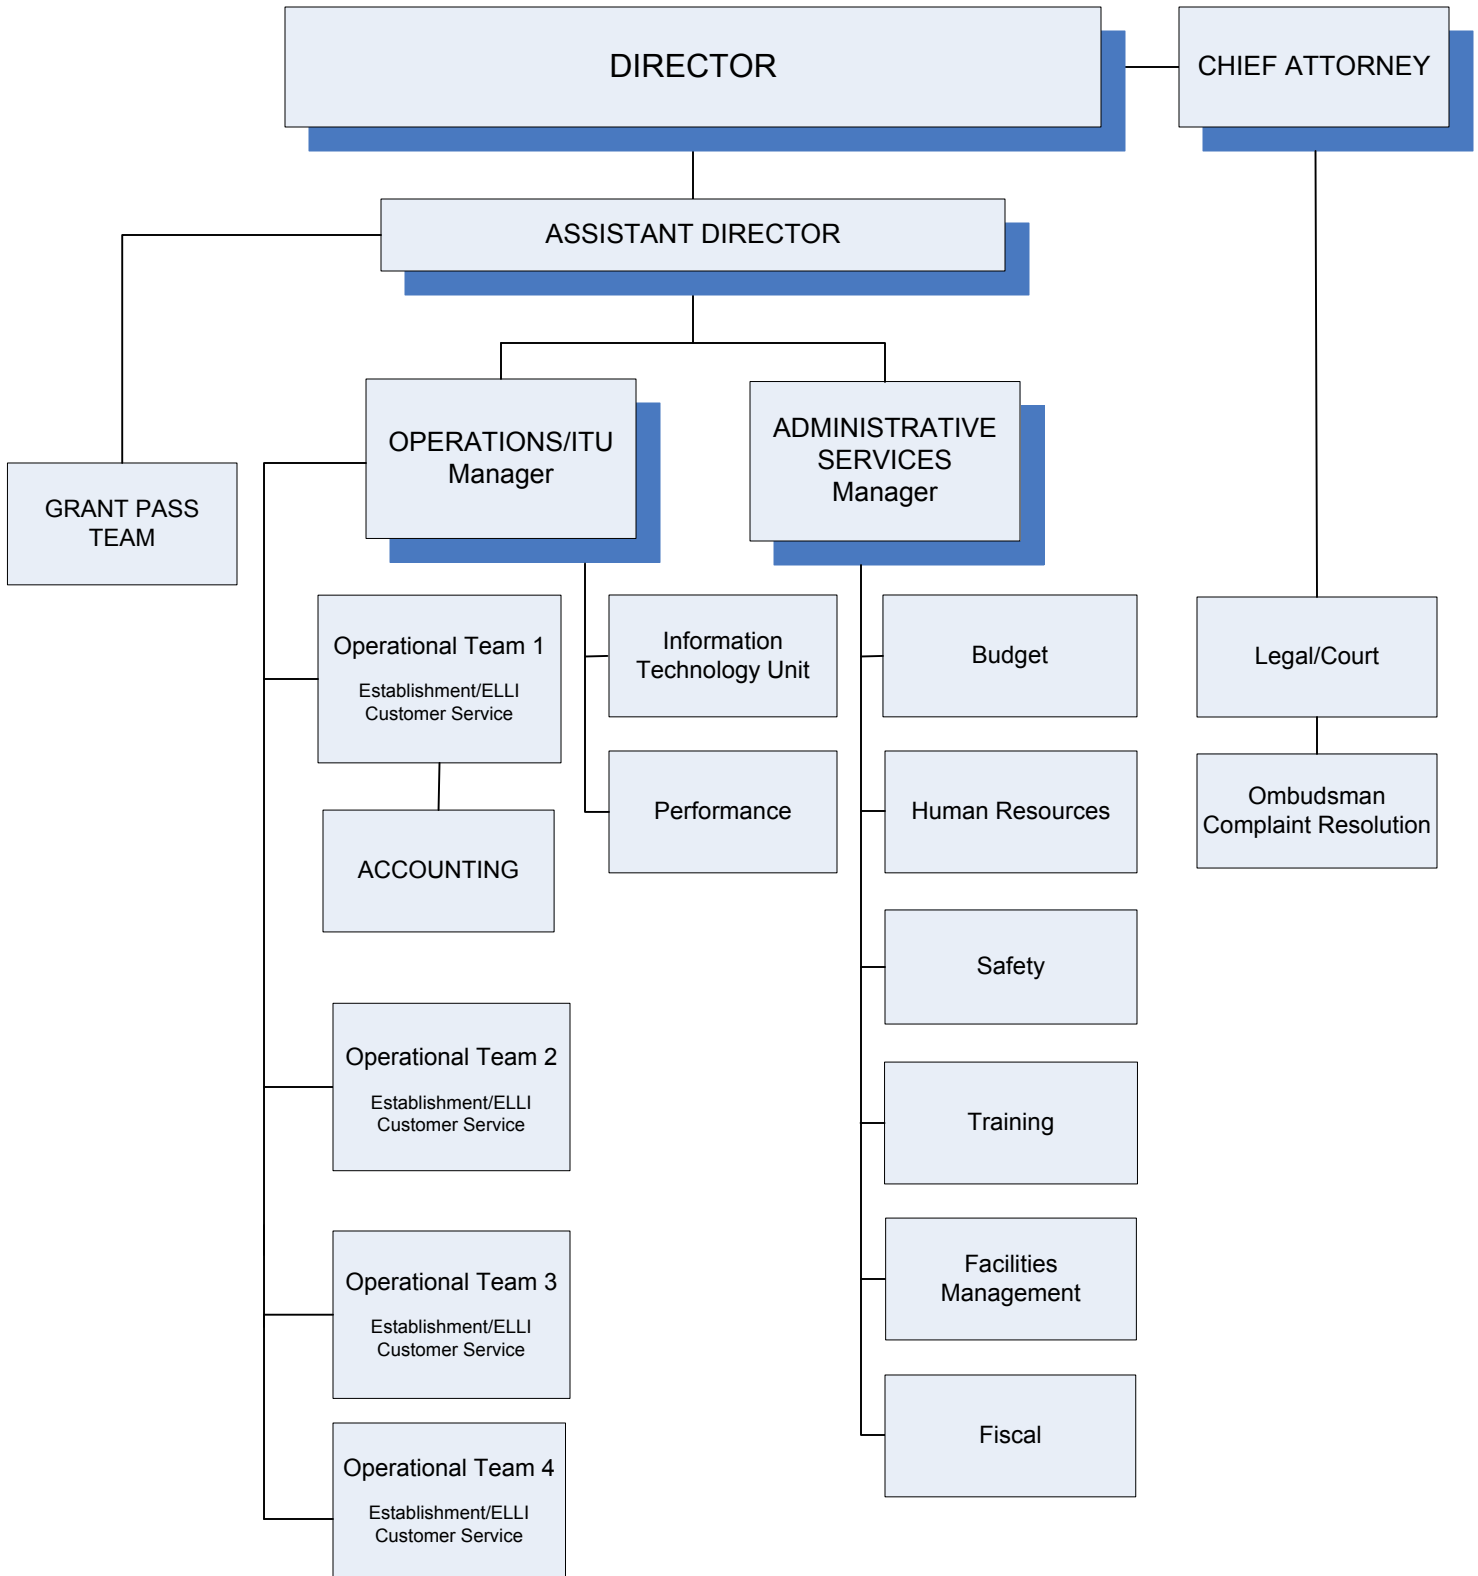 DIRECTOR
CHIEF ATTORNEY
ASSISTANT DIRECTOR
GRANT PASS
TEAM
OPERATIONS/ITU
Manager
ADMINISTRATIVE
SERVICES
Manager
Operational Team 1
Establishment/ELLI
Customer Service
ACCOUNTING
Operational Team 2
Establishment/ELLI
Customer Service
Operational Team 3
Establishment/ELLI
Customer Service
Operational Team 4
Establishment/ELLI
Customer Service
Information
Technology Unit
Performance
Budget
Human Resources
Safety
Training
Facilities
Management
Fiscal
Legal/Court
Ombudsman
Complaint Resolution